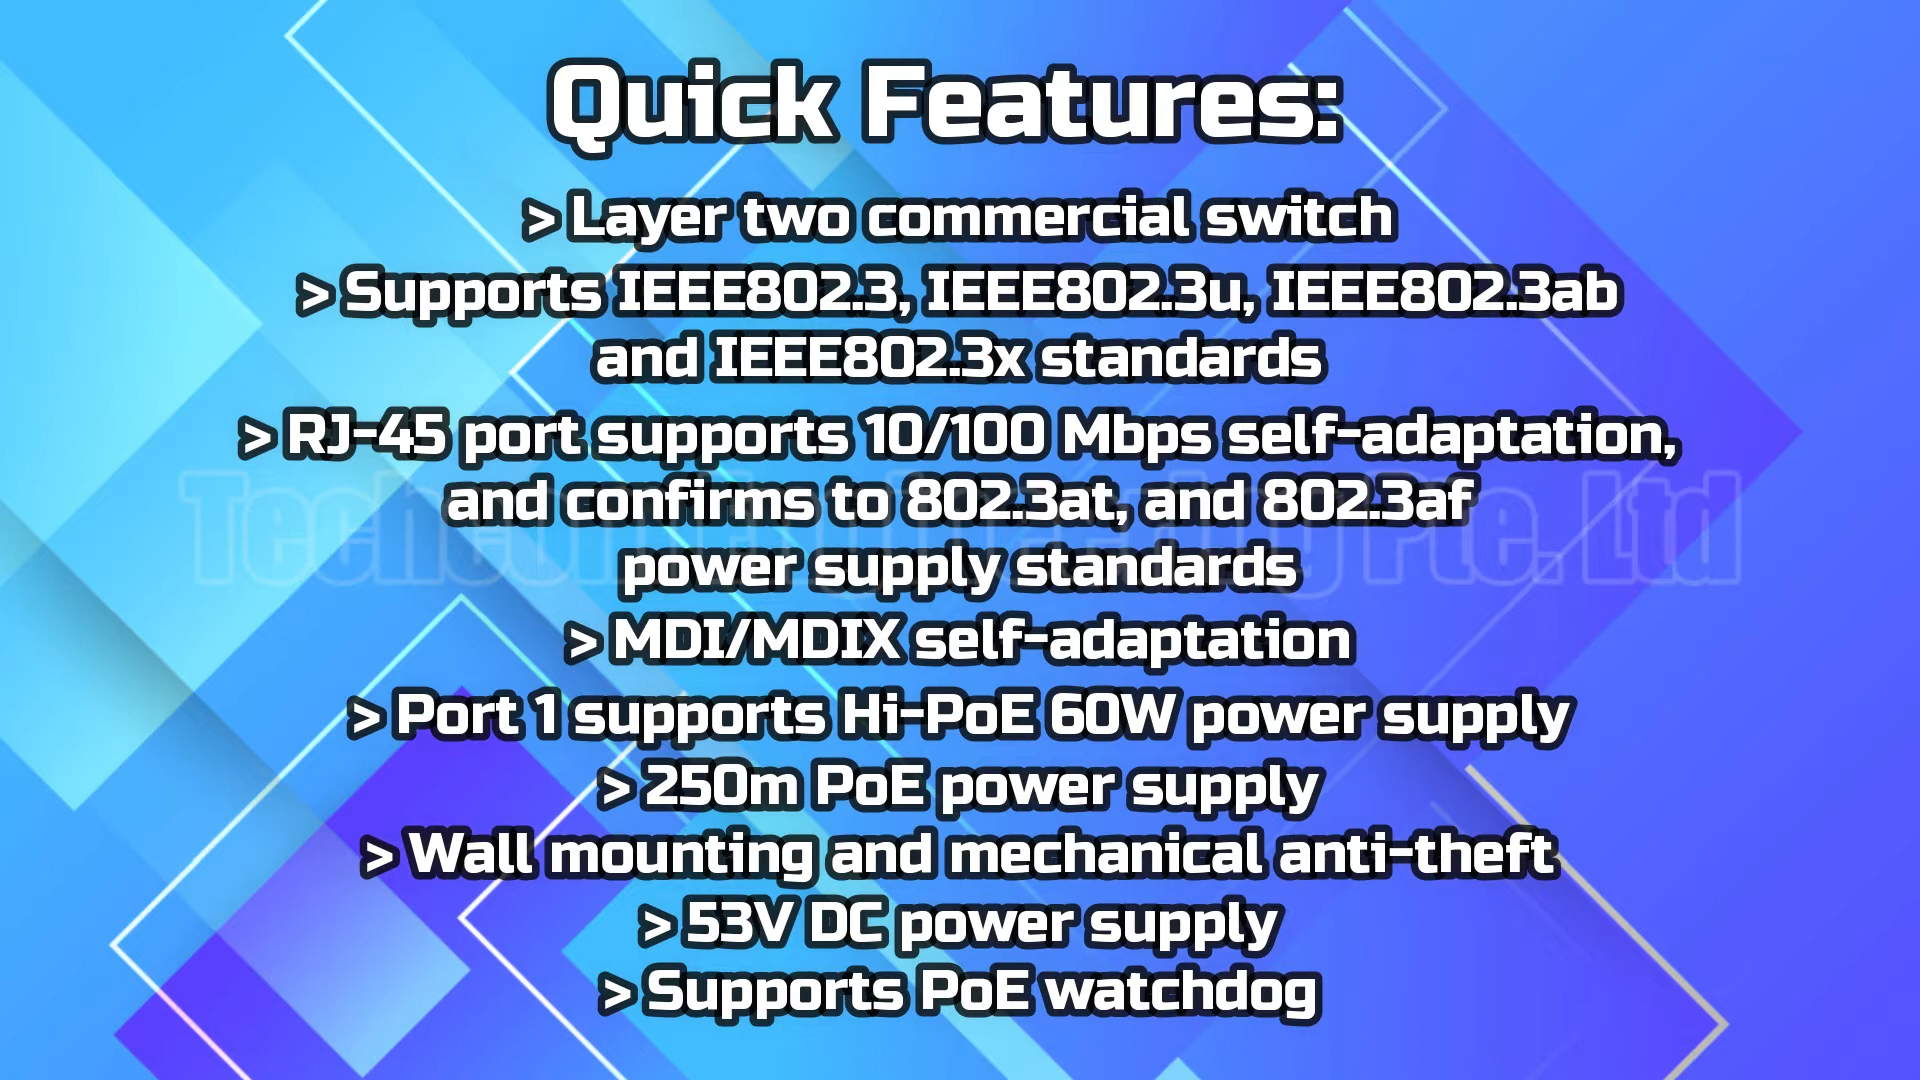 Quick Features:
> Layer two commercial switch
> Supports IEEE802.3, IEEE802.3u, IEEE802.3ab
and IEEE802.3x standards
> RJ-45 port supports 10/100 Mbps self-adaptation,
and confirms to 802.3at, and 802.3af
power supply standards
> MDI/MDIX self-adaptation
> Port 1 supports Hi-PoE 60W power supply
> 250m PoE power supply
> Wall mounting and mechanical anti-theft
> 53V DC power supply
> Supports PoE watchdog
Pte. Ltd